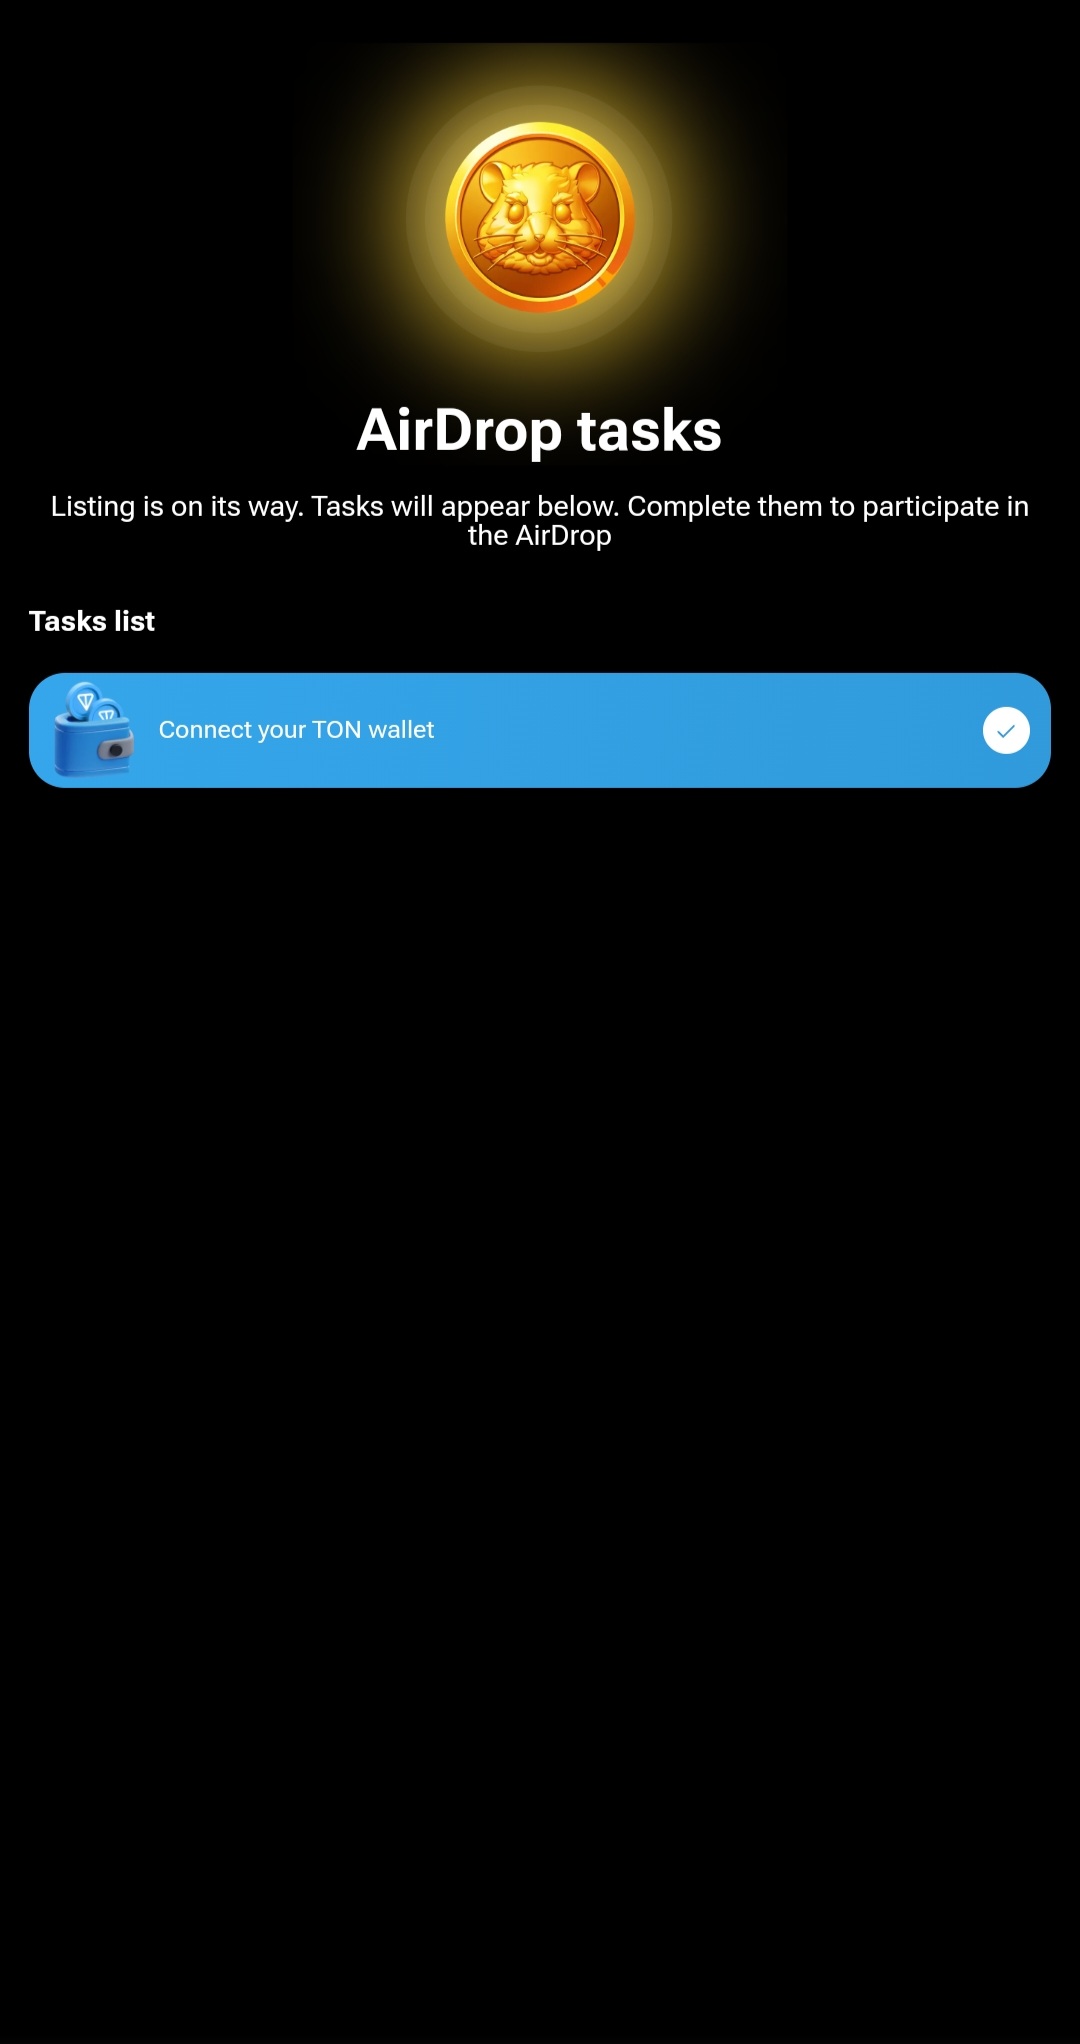 AirDrop tasks
Listing is on its way. Tasks will appear below. Complete them to participate in
the AirDrop
Tasks list
Connect your TON wallet